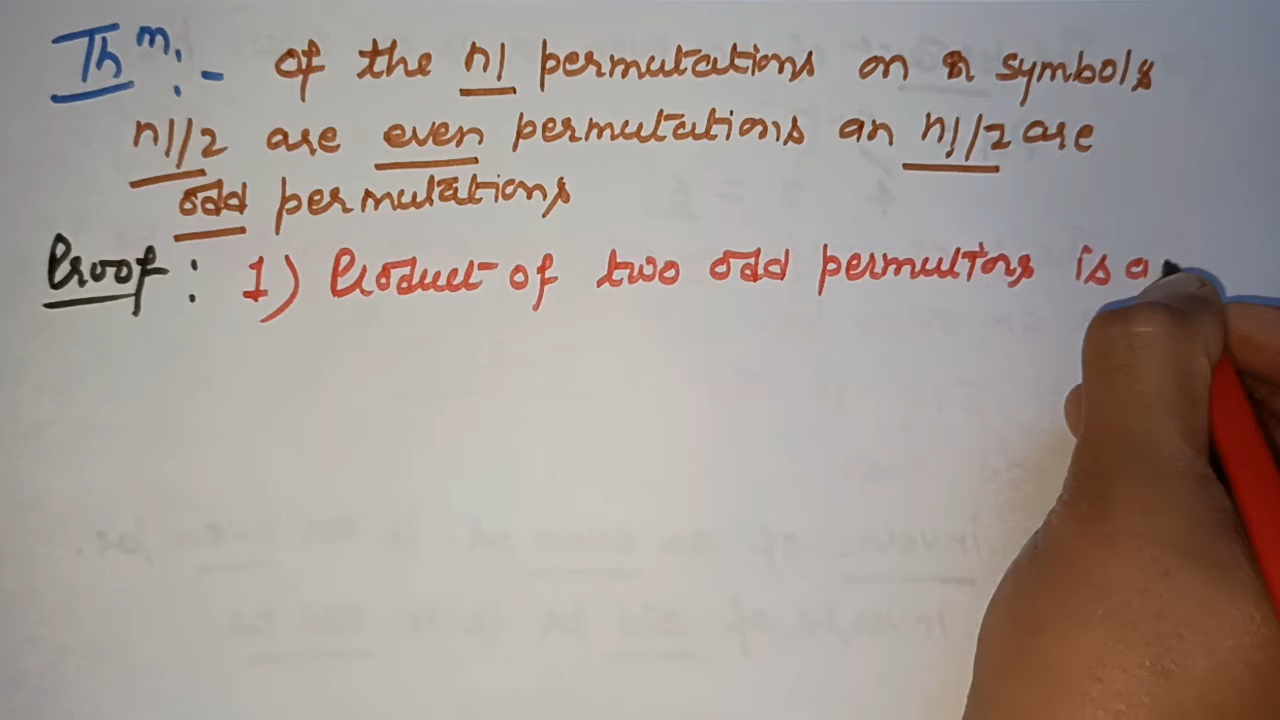 Thm:- of the n! permutations on n symbols
n!/2 are even permutations an n!/2 are
odd permutations
Proof: 1) Product of two odd permultons is a